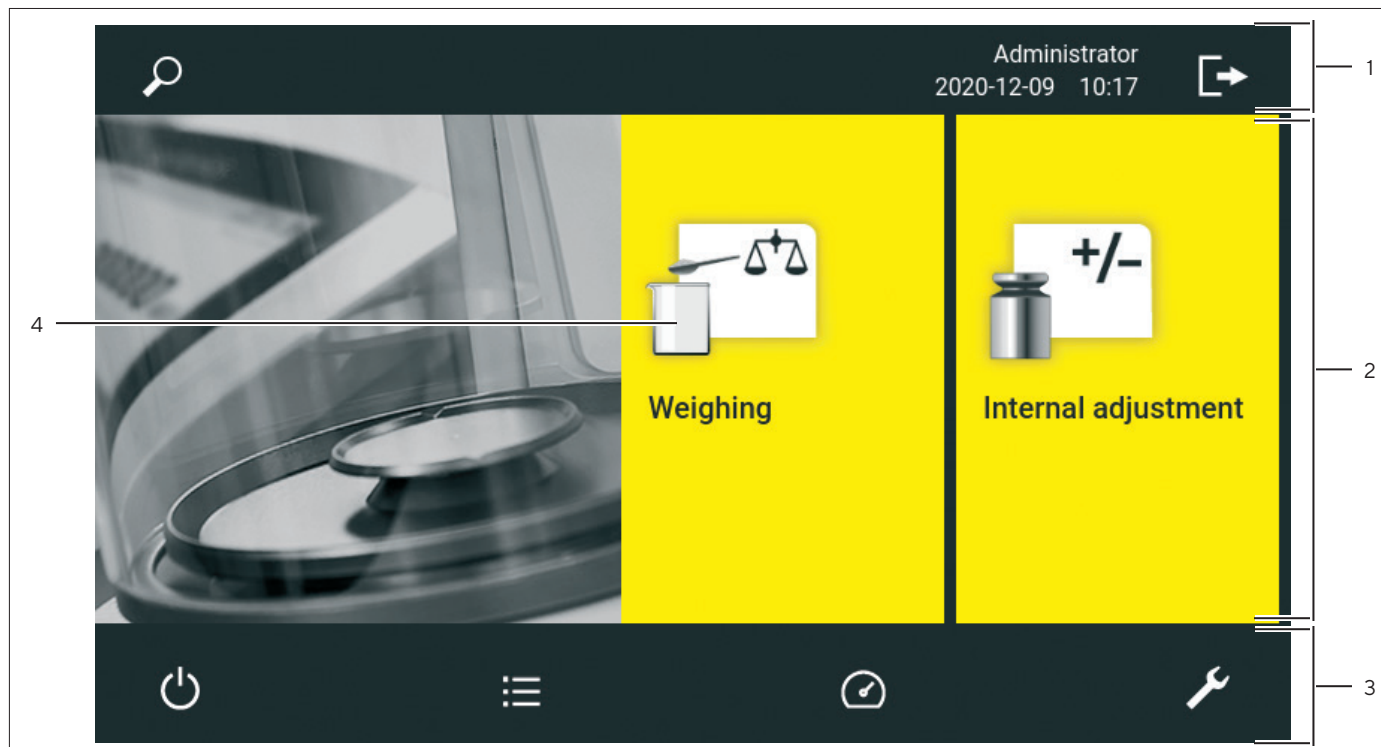 Administrator
2020-12-09 10:17
1
2
4
+/-
Weighing
Internal adjustment
3